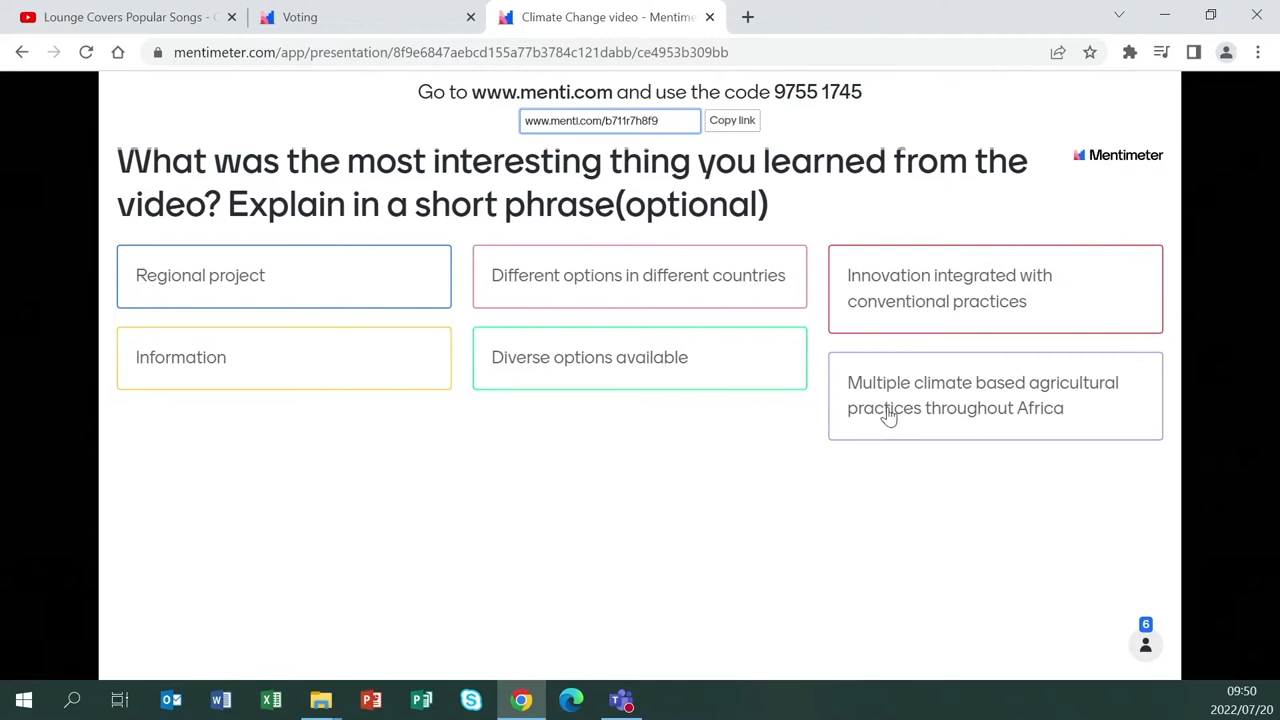 Lounge Covers Popular Songs -
Voting
Climate Change video - Mentime
mentimeter.com/app/presentation/8f9e6847aebcd155a77b3784c121dabb/ce4953b309bb
Go to www.menti.com and use the code 9755 1745
www.menti.com/b711r7h8f9
Copy link
What was the most interesting thing you learned from the
video? Explain in a short phrase(optional)
Mentimeter
Regional project
Different options in different countries
Innovation integrated with
conventional practices
Information
Diverse options available
Multiple climate based agricultural
practices throughout Africa
6
09:50
2022/07/20